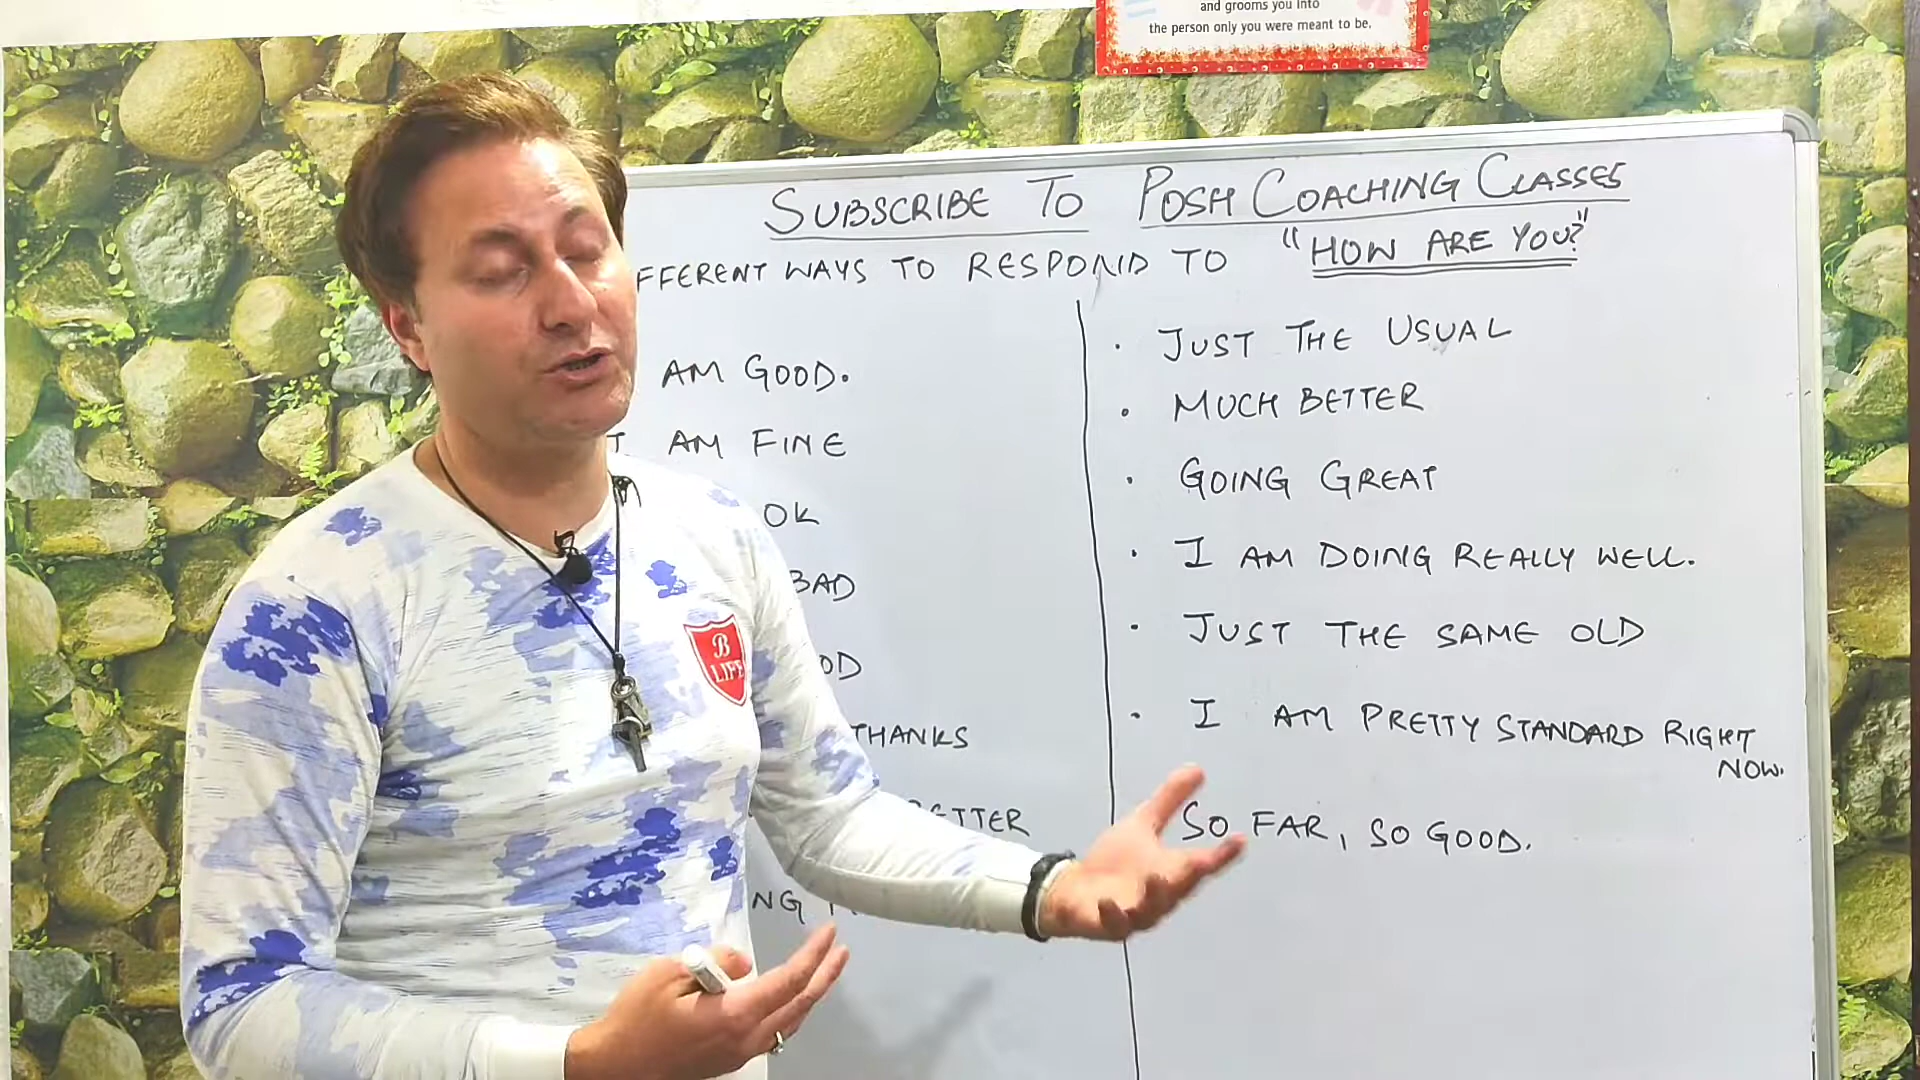 and grooms you into
the person only you were meant to be.
SUBSCRIBE TO POSH COACHING CLASSES
FFERENT WAYS TO RESPOND TO "HOW ARE YOU?"
AM GOOD.
I AM FINE
OK
BAD
OD
THANKS
ETTER
NG
· JUST THE USUAL
· MUCH BETTER
· GOING GREAT
· I AM DOING REALLY WELL.
· JUST THE SAME OLD
· I AM PRETTY STANDARD RIGHT
NOW.
SO FAR, SO GOOD.
B
LIFE